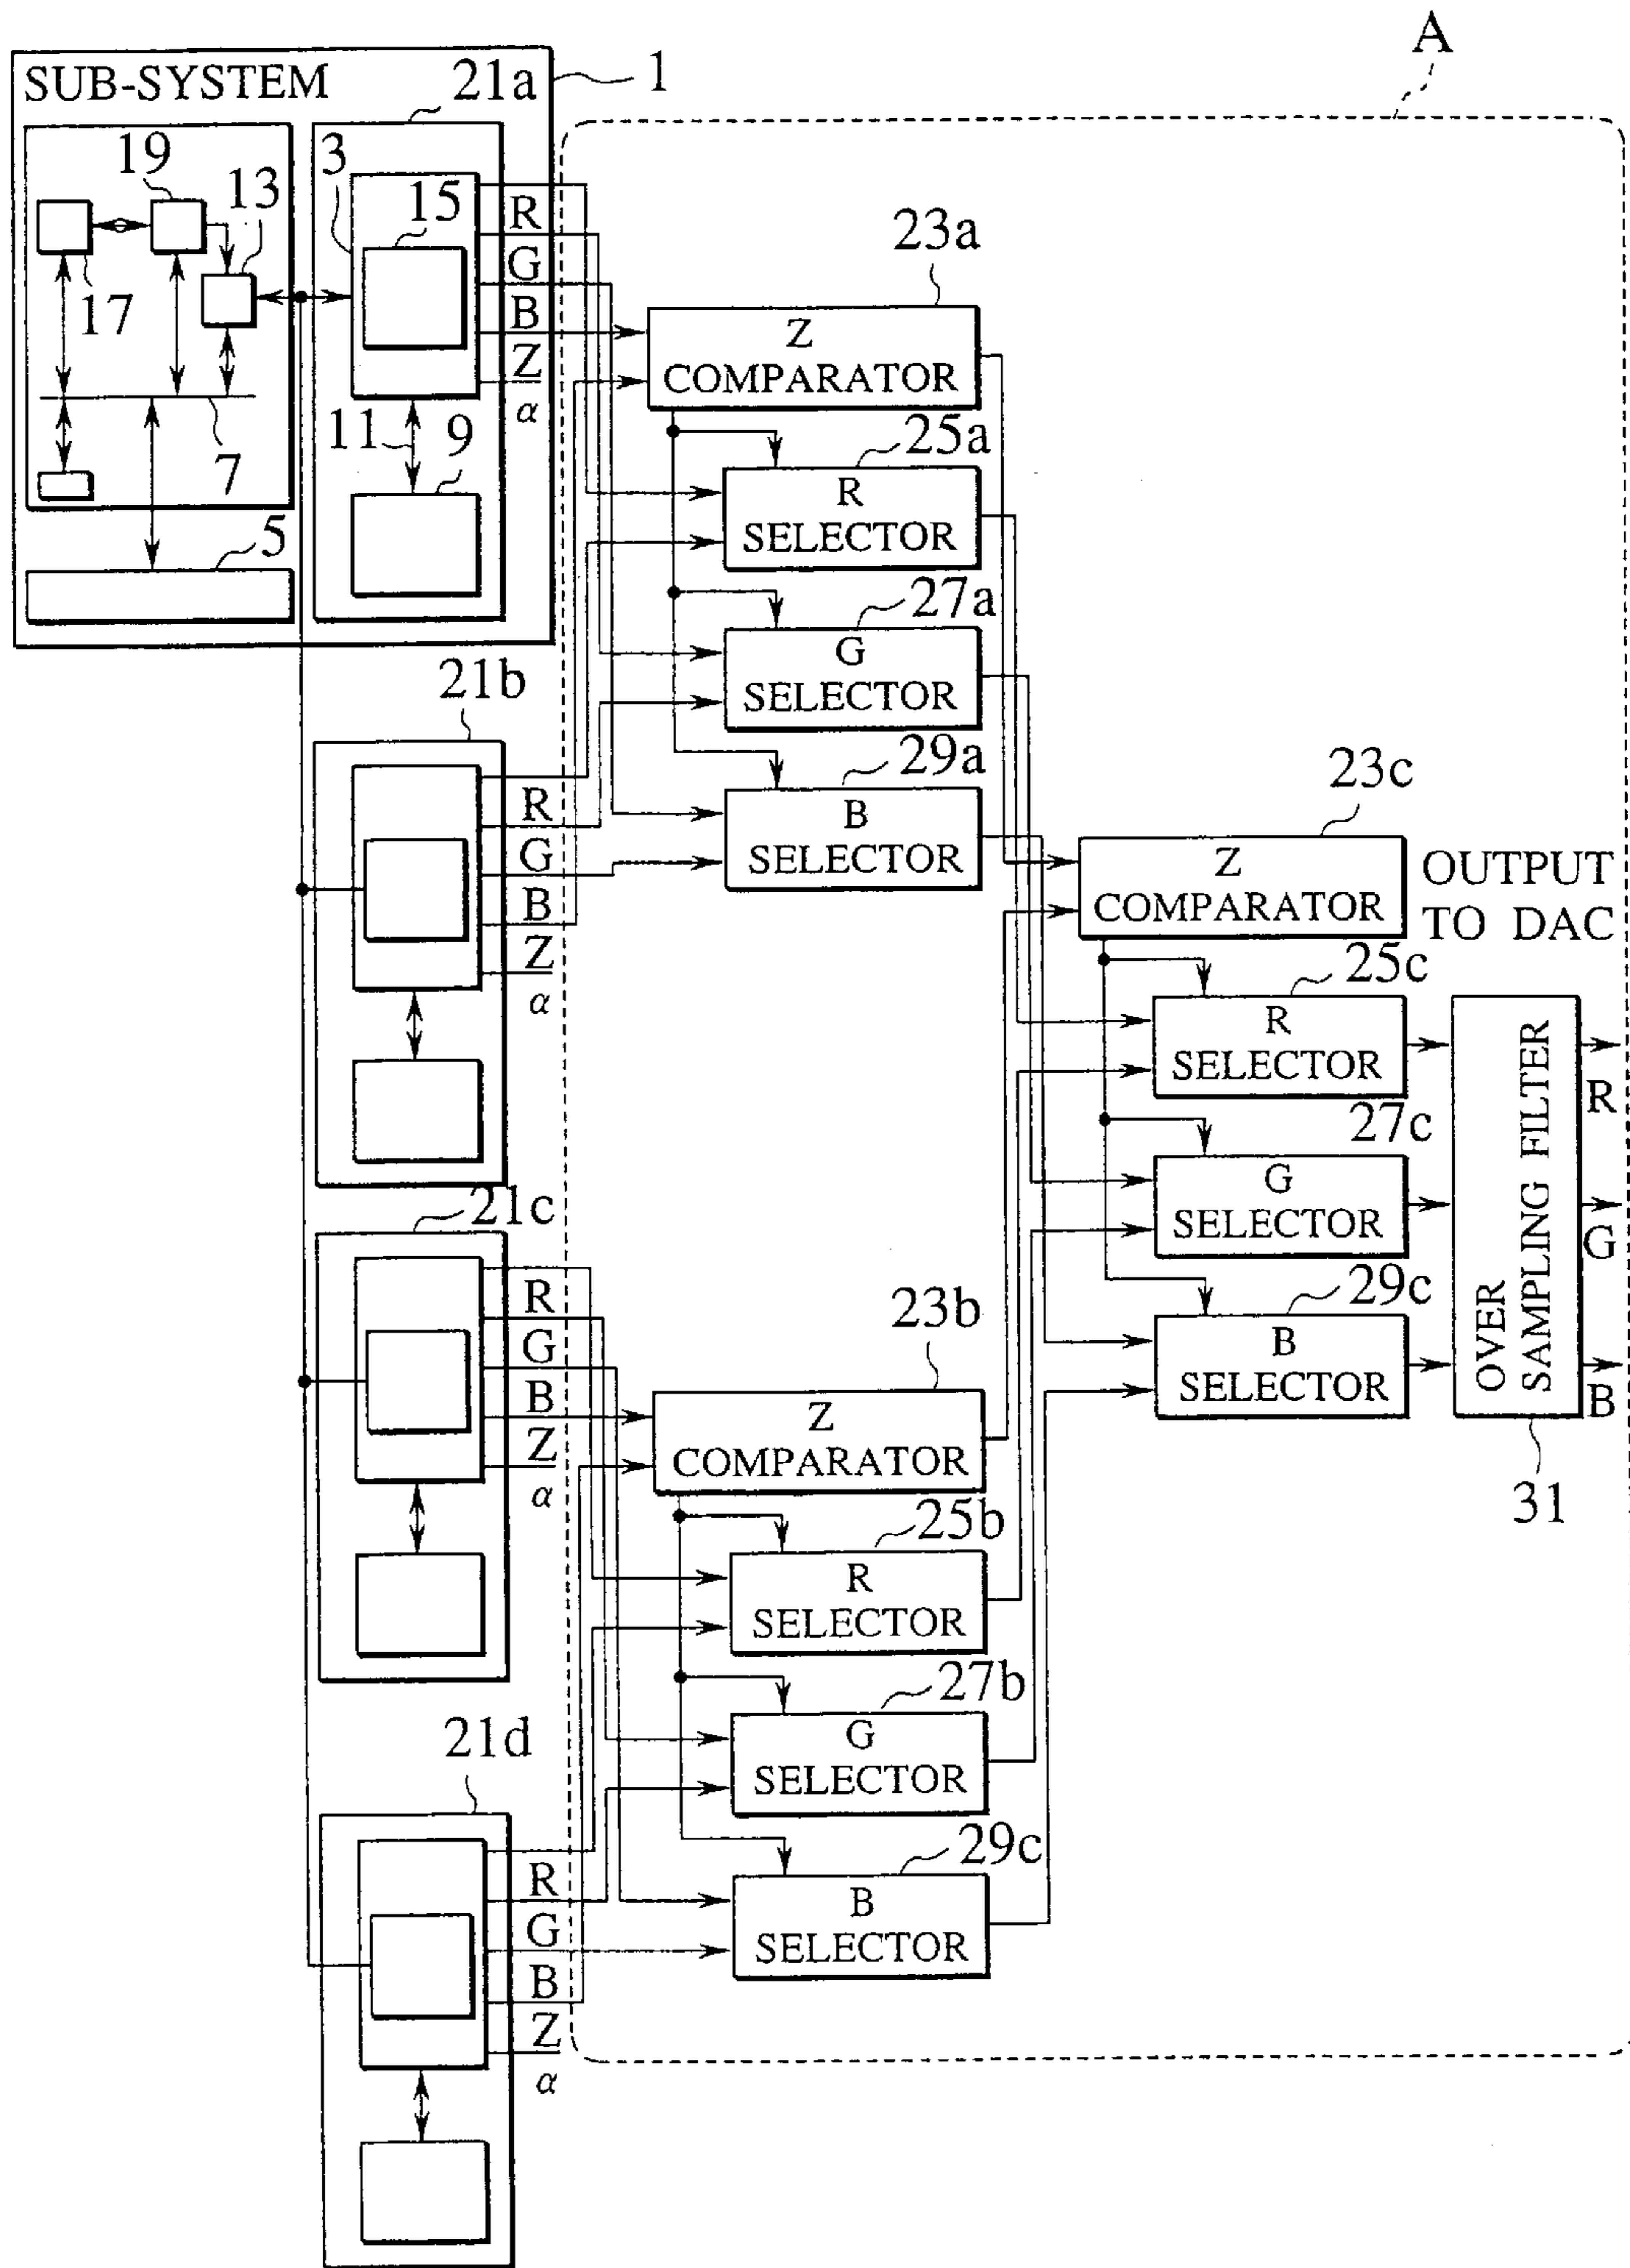 A
SUB-SYSTEM
1
21a
3
15
19
13
17
R
G
B
Z
α
11
9
7
5
23a
Z
COMPARATOR
25a
R
SELECTOR
27a
G
SELECTOR
29a
B
SELECTOR
21b
R
G
B
Z
α
23c
Z
COMPARATOR
OUTPUT
TO DAC
25c
R
SELECTOR
27c
G
SELECTOR
29c
B
SELECTOR
OVER
SAMPLING FILTER
R
G
B
31
21c
R
G
B
Z
α
23b
Z
COMPARATOR
25b
R
SELECTOR
27b
G
SELECTOR
29c
B
SELECTOR
21d
R
G
B
Z
α